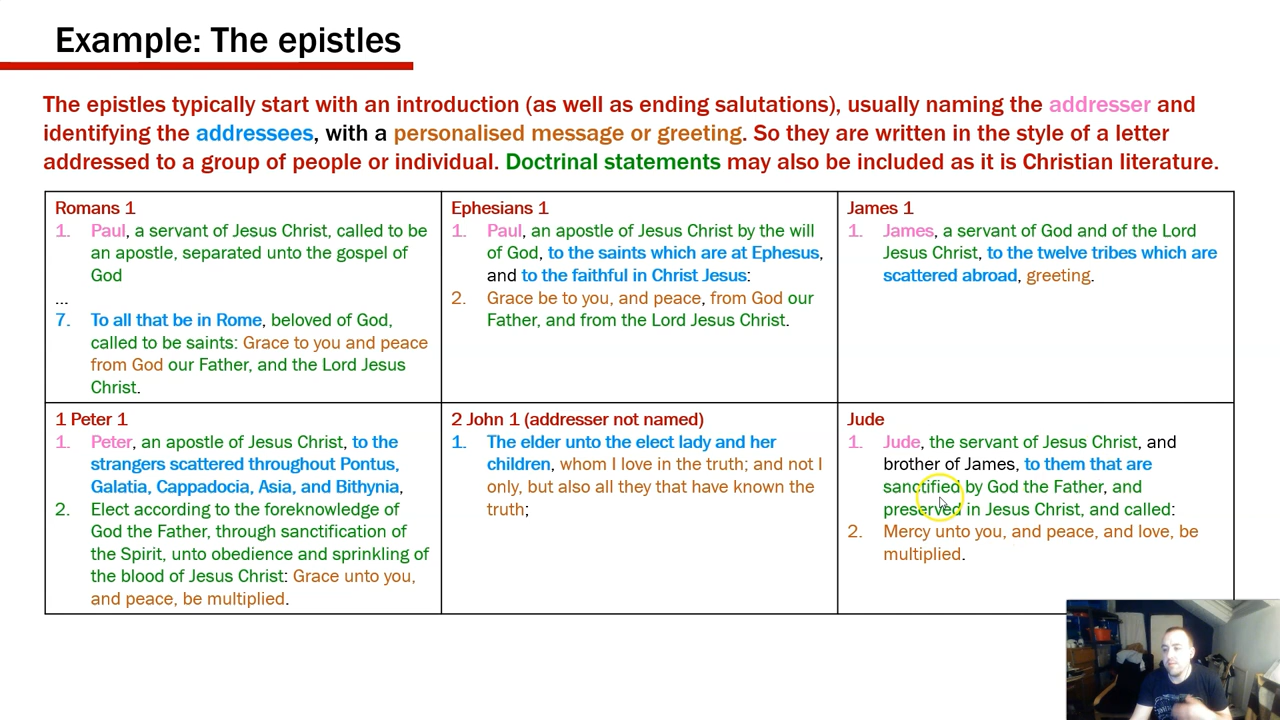 Example: The epistles
The epistles typically start with an introduction (as well as ending salutations), usually naming the addresser and
identifying the addressees, with a personalised message or greeting. So they are written in the style of a letter
addressed to a group of people or individual. Doctrinal statements may also be included as it is Christian literature.
Romans 1
1. Paul, a servant of Jesus Christ, called to be
an apostle, separated unto the gospel of
God
...
7. To all that be in Rome, beloved of God,
called to be saints: Grace to you and peace
from God our Father, and the Lord Jesus
Christ.
Ephesians 1
1. Paul, an apostle of Jesus Christ by the will
of God, to the saints which are at Ephesus,
and to the faithful in Christ Jesus:
2. Grace be to you, and peace, from God our
Father, and from the Lord Jesus Christ.
James 1
1. James, a servant of God and of the Lord
Jesus Christ, to the twelve tribes which are
scattered abroad, greeting.
1 Peter 1
1. Peter, an apostle of Jesus Christ, to the
strangers scattered throughout Pontus,
Galatia, Cappadocia, Asia, and Bithynia,
2. Elect according to the foreknowledge of
God the Father, through sanctification of
the Spirit, unto obedience and sprinkling of
the blood of Jesus Christ: Grace unto you,
and peace, be multiplied.
2 John 1 (addresser not named)
1. The elder unto the elect lady and her
children, whom I love in the truth; and not I
only, but also all they that have known the
truth;
Jude
1. Jude, the servant of Jesus Christ, and
brother of James, to them that are
sanctified by God the Father, and
preserved in Jesus Christ, and called:
2. Mercy unto you, and peace, and love, be
multiplied.